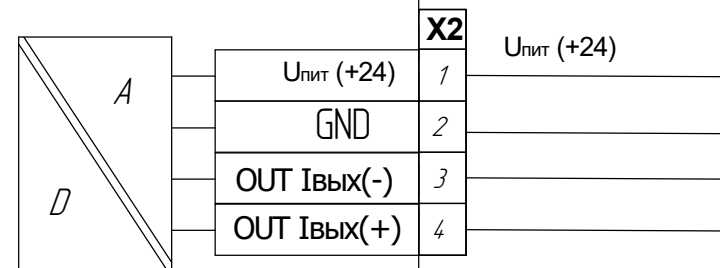 X2
Uпит (+24)
A
Uпит (+24) 1
GND 2
OUT Iвых(-) 3
D
OUT Iвых(+) 4